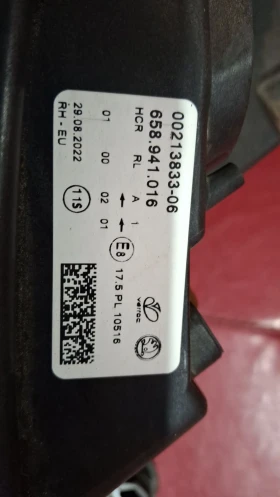 00213833-06
658.941.016
HCR RL A 1 E8 17.5 PL 10516
01 00 02 01
29.08.2022 11S
RH - EU
varroc